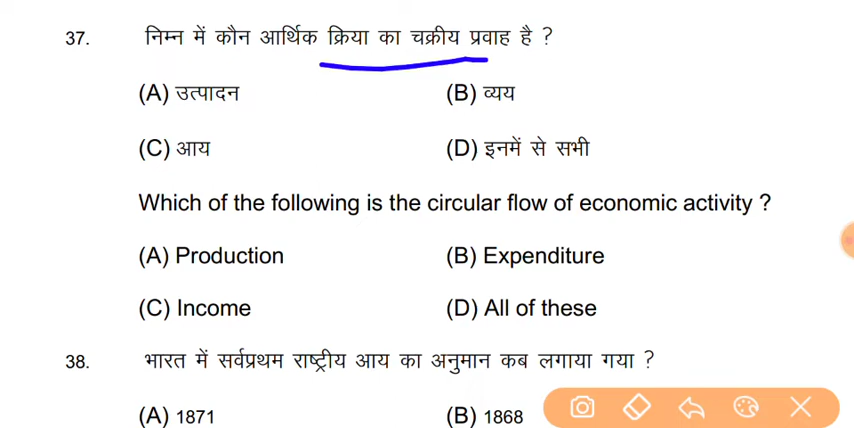 37. निम्न में कौन आर्थिक क्रिया का चक्रीय प्रवाह है ?
(A) उत्पादन (B) व्यय
(C) आय (D) इनमें से सभी
Which of the following is the circular flow of economic activity ?
(A) Production (B) Expenditure
(C) Income (D) All of these
38. भारत में सर्वप्रथम राष्ट्रीय आय का अनुमान कब लगाया गया ?
(A) 1871 (B) 1868